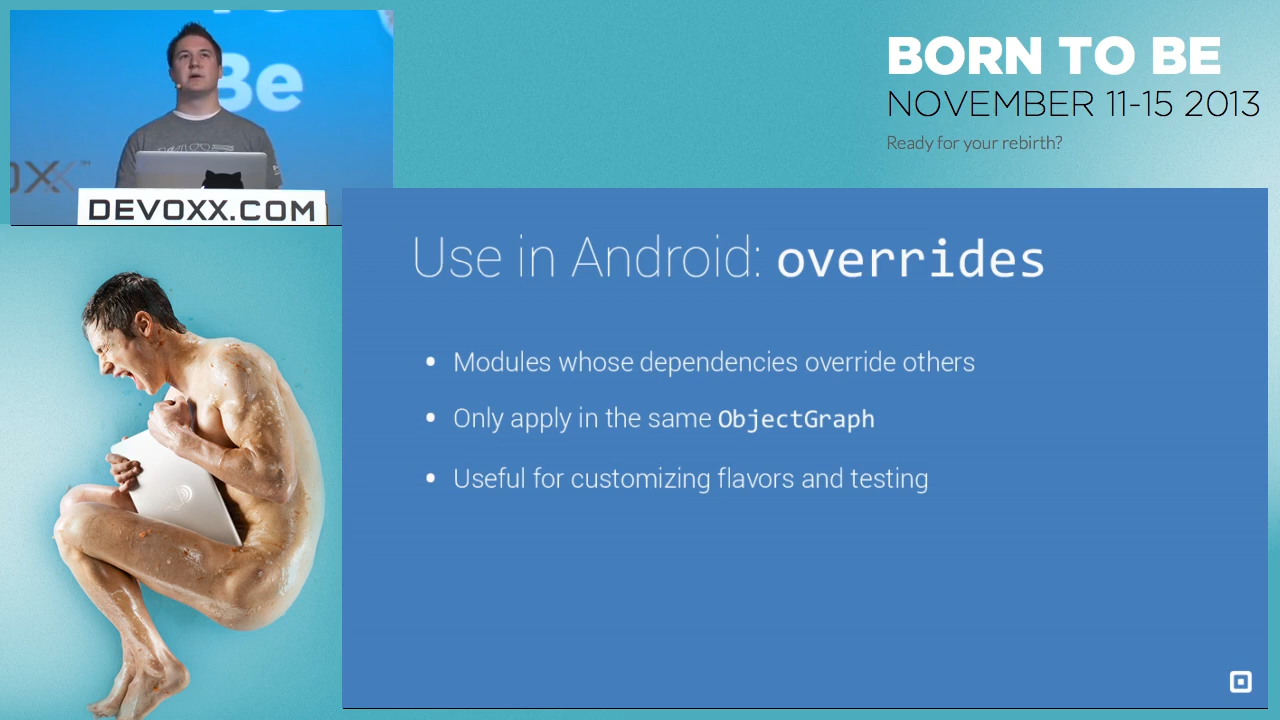 Be
DEVOXX.COM
BORN TO BE
NOVEMBER 11-15 2013
Ready for your rebirth?
Use in Android: overrides
• Modules whose dependencies override others
• Only apply in the same ObjectGraph
• Useful for customizing flavors and testing